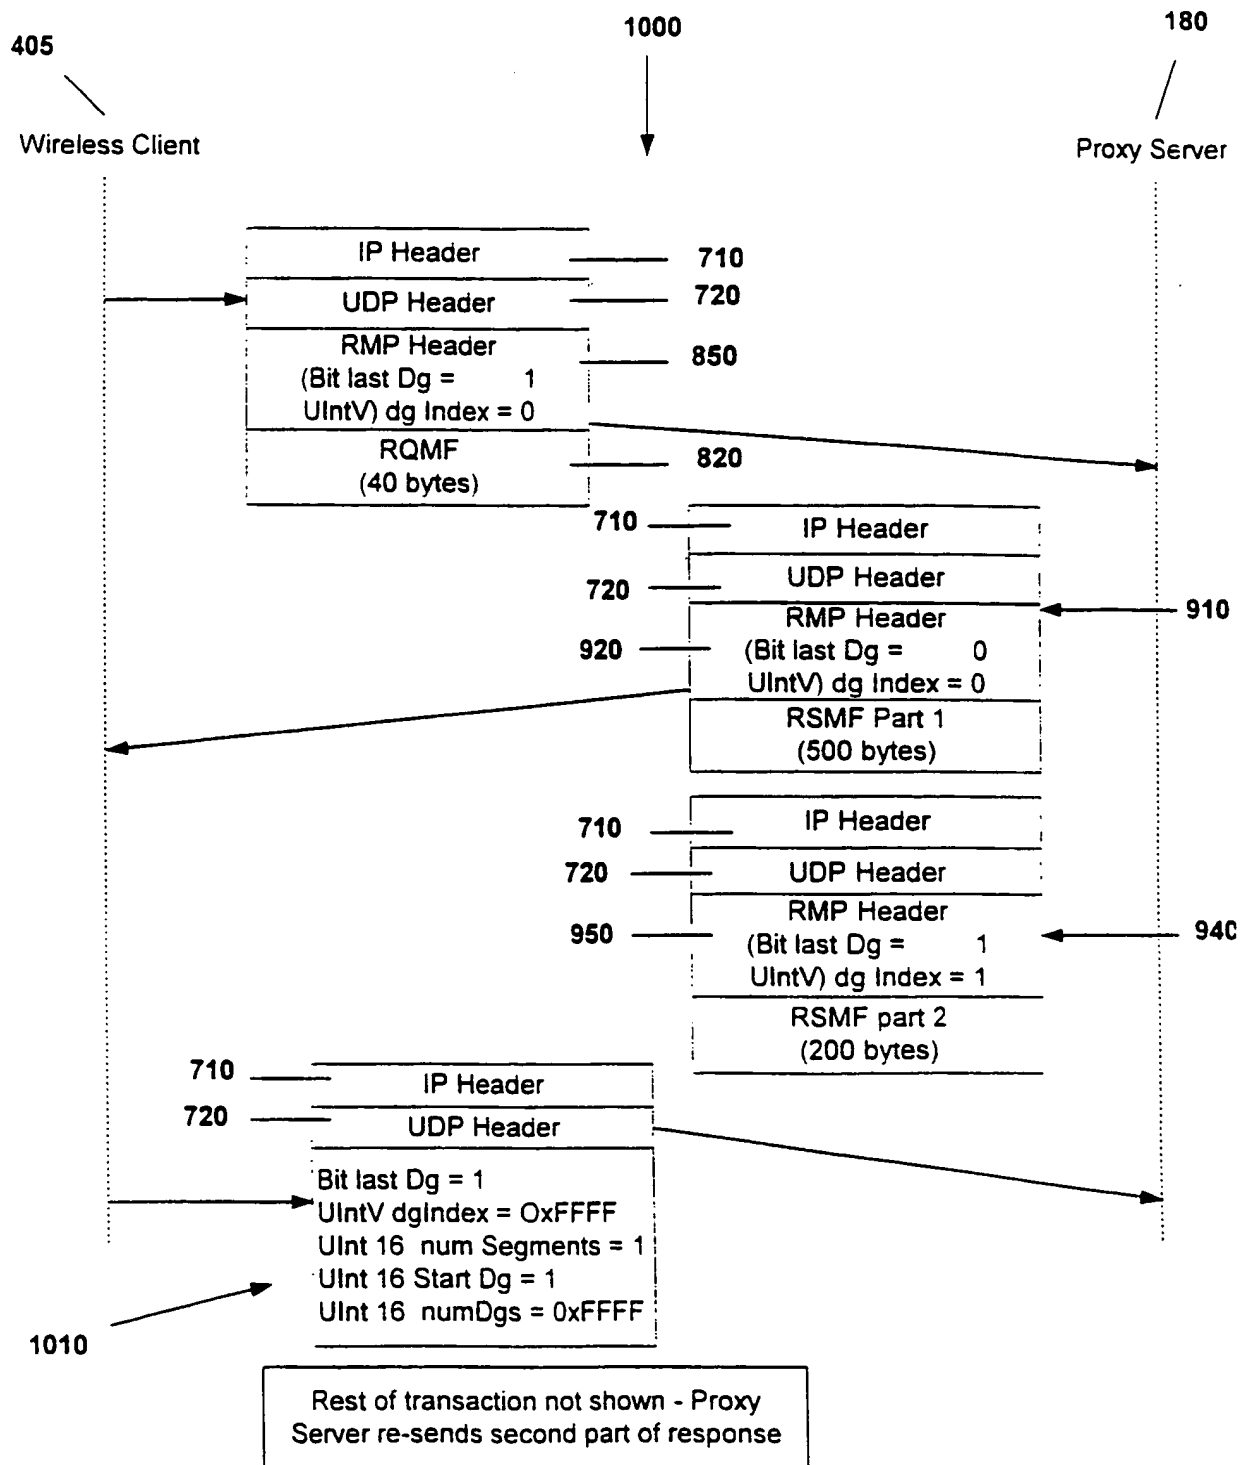 405
1000
180
Wireless Client
Proxy Server
IP Header
710
UDP Header
720
RMP Header
850
(Bit last Dg = 1
UIntV) dg Index = 0
RQMF
820
(40 bytes)
710
IP Header
720
UDP Header
910
RMP Header
920
(Bit last Dg = 0
UIntV) dg Index = 0
RSMF Part 1
(500 bytes)
710
IP Header
720
UDP Header
RMP Header
950
940
(Bit last Dg = 1
UIntV) dg Index = 1
RSMF part 2
(200 bytes)
710
IP Header
720
UDP Header
Bit last Dg = 1
UIntV dgIndex = OxFFFF
UInt 16 num Segments = 1
UInt 16 Start Dg = 1
UInt 16 numDgs = 0xFFFF
1010
Rest of transaction not shown - Proxy
Server re-sends second part of response